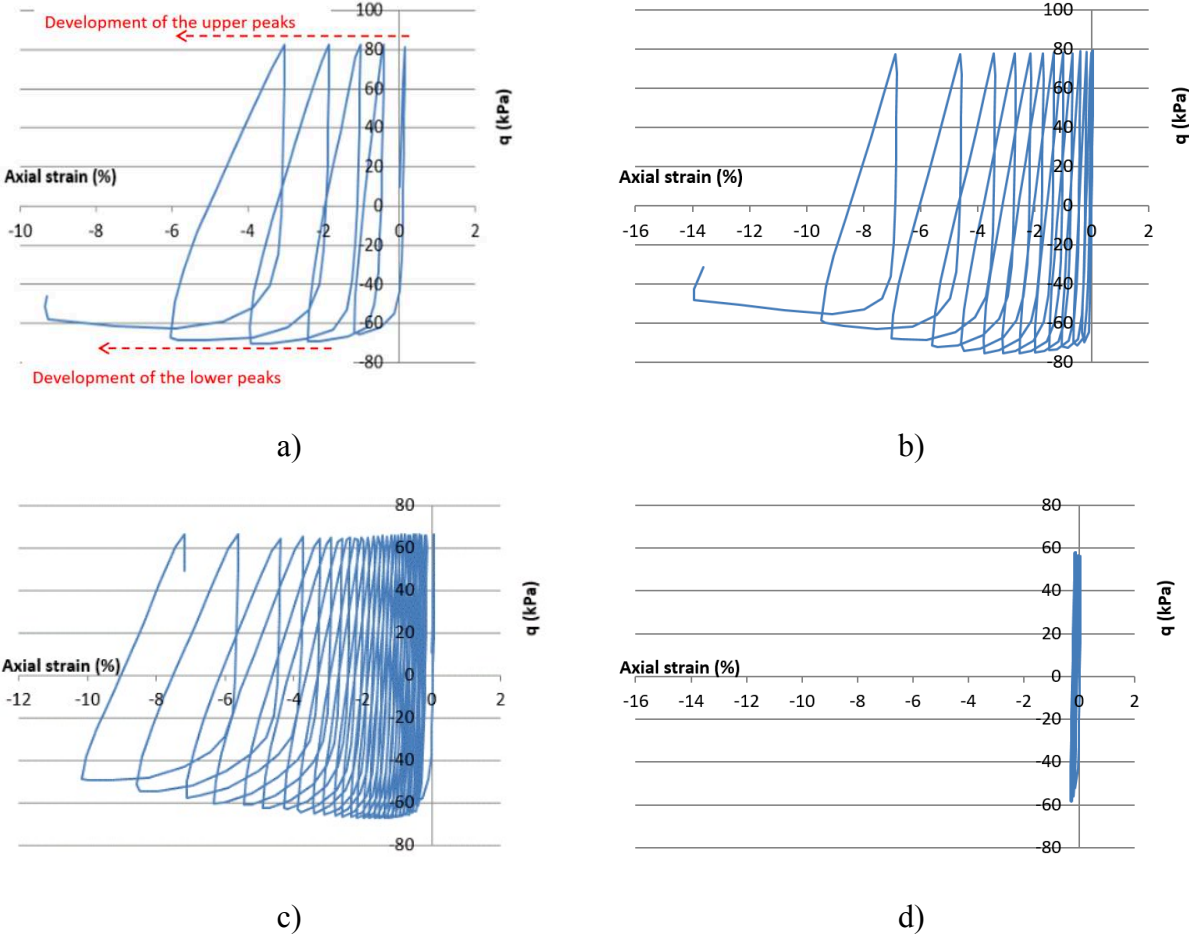 Development of the upper peaks
100
80
60
40
20
0
-20
-40
-60
-80
q (kPa)
Axial strain (%)
-10 -8 -6 -4 -2 0 2
Development of the lower peaks
a)
100
80
60
40
20
0
-20
-40
-60
-80
q (kPa)
Axial strain (%)
-16 -14 -12 -10 -8 -6 -4 -2 0 2
b)
80
60
40
20
0
-20
-40
-60
-80
q (kPa)
Axial strain (%)
-12 -10 -8 -6 -4 -2 0 2
c)
80
60
40
20
0
-20
-40
-60
-80
q (kPa)
Axial strain (%)
-16 -14 -12 -10 -8 -6 -4 -2 0 2
d)